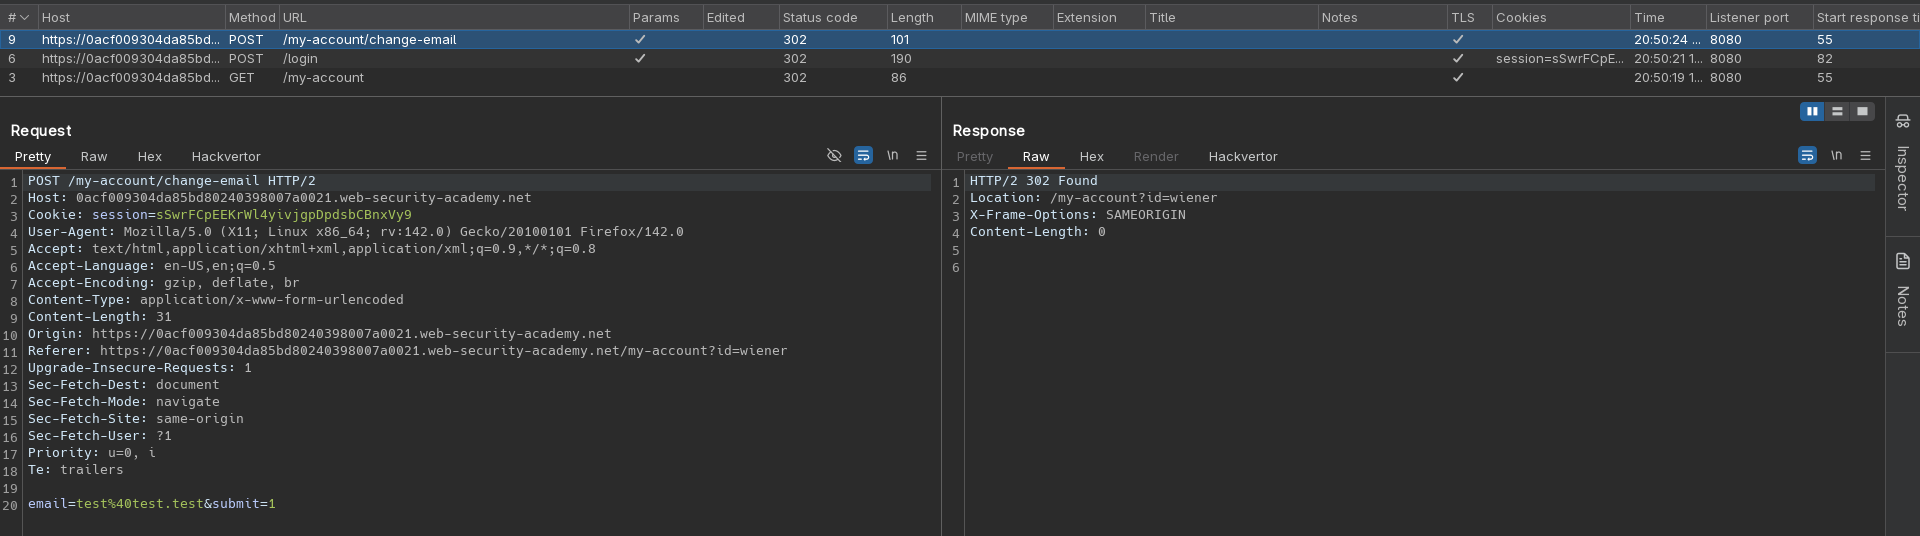 # Host Method URL Params Edited Status code Length MIME type Extension Title Notes TLS Cookies Time Listener port Start response ti
9 https://0acf009304da85bd... POST /my-account/change-email ✓ 302 101 ✓ 20:50:24 ... 8080 55
6 https://0acf009304da85bd... POST /login ✓ 302 190 ✓ session=sSwrFCpE... 20:50:21 1... 8080 82
3 https://0acf009304da85bd... GET /my-account 302 86 ✓ 20:50:19 1... 8080 55
Request
Pretty Raw Hex Hackvertor \n
1 POST /my-account/change-email HTTP/2
2 Host: 0acf009304da85bd80240398007a0021.web-security-academy.net
3 Cookie: session=sSwrFCpEEKrWl4yivjgpDpdsbCBnxVy9
4 User-Agent: Mozilla/5.0 (X11; Linux x86_64; rv:142.0) Gecko/20100101 Firefox/142.0
5 Accept: text/html,application/xhtml+xml,application/xml;q=0.9,*/*;q=0.8
6 Accept-Language: en-US,en;q=0.5
7 Accept-Encoding: gzip, deflate, br
8 Content-Type: application/x-www-form-urlencoded
9 Content-Length: 31
10 Origin: https://0acf009304da85bd80240398007a0021.web-security-academy.net
11 Referer: https://0acf009304da85bd80240398007a0021.web-security-academy.net/my-account?id=wiener
12 Upgrade-Insecure-Requests: 1
13 Sec-Fetch-Dest: document
14 Sec-Fetch-Mode: navigate
15 Sec-Fetch-Site: same-origin
16 Sec-Fetch-User: ?1
17 Priority: u=0, i
18 Te: trailers
19
20 email=test%40test.test&submit=1
Response
Pretty Raw Hex Render Hackvertor \n
1 HTTP/2 302 Found
2 Location: /my-account?id=wiener
3 X-Frame-Options: SAMEORIGIN
4 Content-Length: 0
5
6
Inspector
Notes